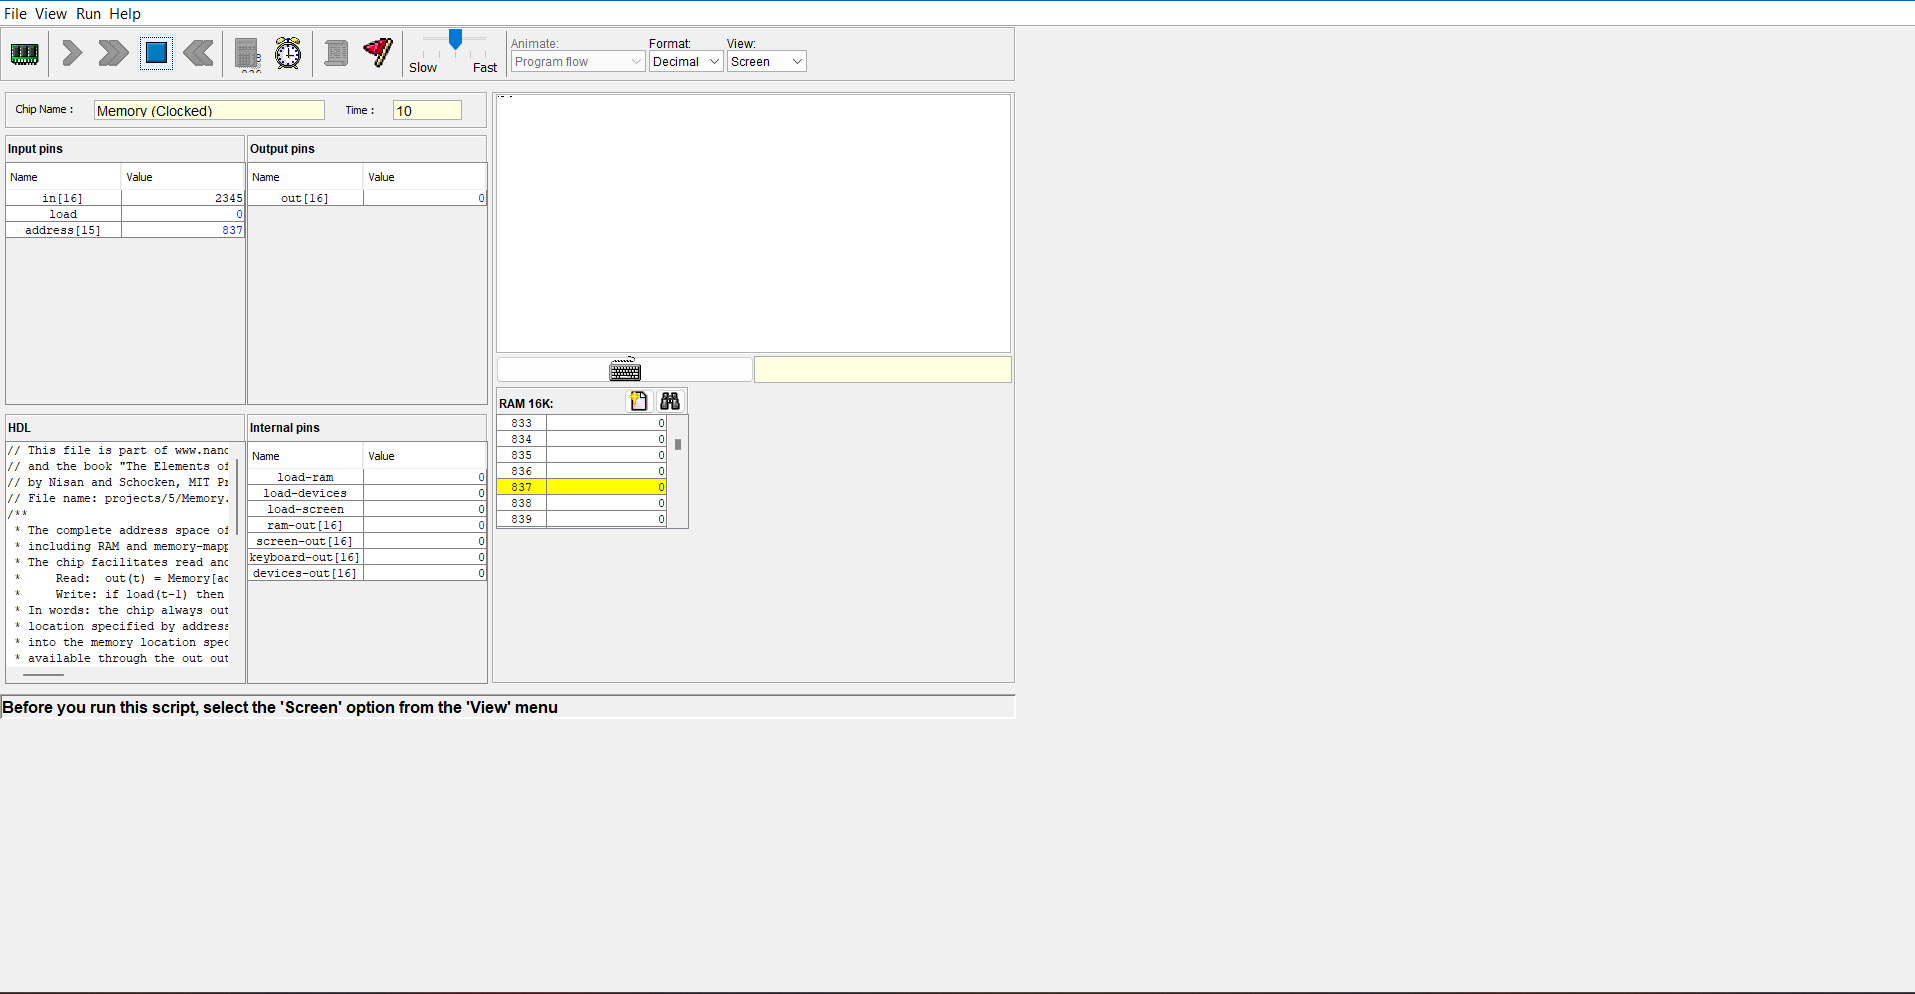 File View Run Help
Slow Fast
Animate: Format: View:
Program flow Decimal Screen
Chip Name : Memory (Clocked) Time : 10
Input pins
Name Value
in[16] 2345
load 0
address[15] 837
Output pins
Name Value
out[16] 0
HDL
// This file is part of www.nand
// and the book "The Elements of
// by Nisan and Schocken, MIT Pr
// File name: projects/5/Memory.
/**
* The complete address space of
* including RAM and memory-mapp
* The chip facilitates read and
* Read: out(t) = Memory[ad
* Write: if load(t-1) then
* In words: the chip always out
* location specified by address
* into the memory location spec
* available through the out out
Internal pins
Name Value
load-ram 0
load-devices 0
load-screen 0
ram-out[16] 0
screen-out[16] 0
keyboard-out[16] 0
devices-out[16] 0
RAM 16K:
833 0
834 0
835 0
836 0
837 0
838 0
839 0
Before you run this script, select the 'Screen' option from the 'View' menu